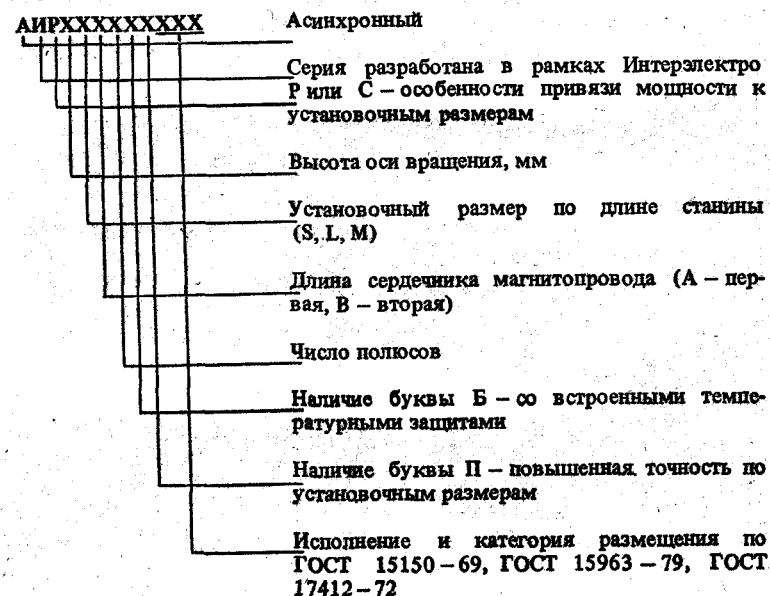 АИРХХХХХХХХХ
Асинхронный
Серия разработана в рамках Интерэлектро
Р или С – особенности привязи мощности к
установочным размерам
Высота оси вращения, мм
Установочный размер по длине станины
(S, L, M)
Длина сердечника магнитопровода (А – пер-
вая, В – вторая)
Число полюсов
Наличие буквы Б – со встроенными темпе-
ратурными защитами
Наличие буквы П – повышенная точность по
установочным размерам
Исполнение и категория размещения по
ГОСТ 15150–69, ГОСТ 15963 – 79, ГОСТ
17412 – 72